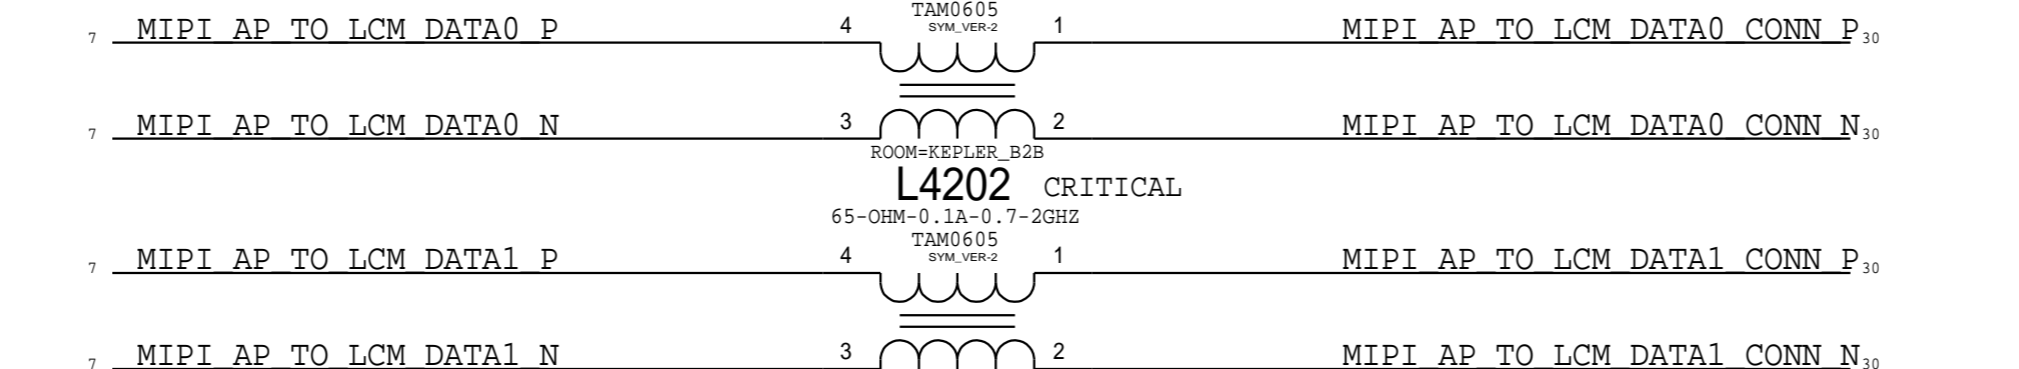 TAM0605
SYM_VER-2
7 MIPI_AP_TO_LCM_DATA0_P 4 1 MIPI_AP_TO_LCM_DATA0_CONN_P 30
7 MIPI_AP_TO_LCM_DATA0_N 3 2 MIPI_AP_TO_LCM_DATA0_CONN_N 30
ROOM=KEPLER_B2B
L4202 CRITICAL
65-OHM-0.1A-0.7-2GHZ
TAM0605
SYM_VER-2
7 MIPI_AP_TO_LCM_DATA1_P 4 1 MIPI_AP_TO_LCM_DATA1_CONN_P 30
7 MIPI_AP_TO_LCM_DATA1_N 3 2 MIPI_AP_TO_LCM_DATA1_CONN_N 30